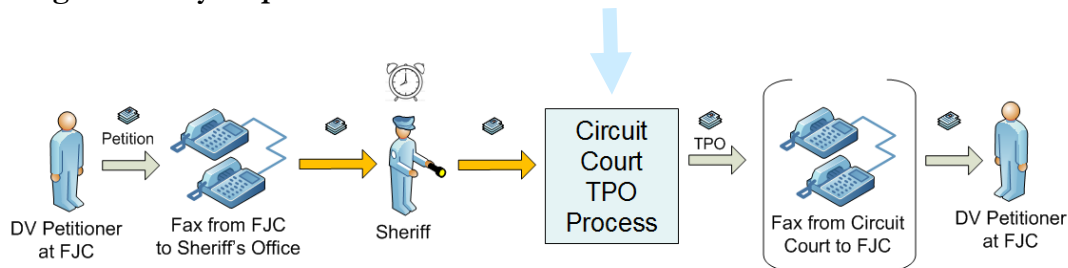 Petition
DV Petitioner
at FJC
Fax from FJC
to Sheriff's Office
Sheriff
Circuit
Court
TPO
Process
TPO
Fax from Circuit
Court to FJC
DV Petitioner
at FJC